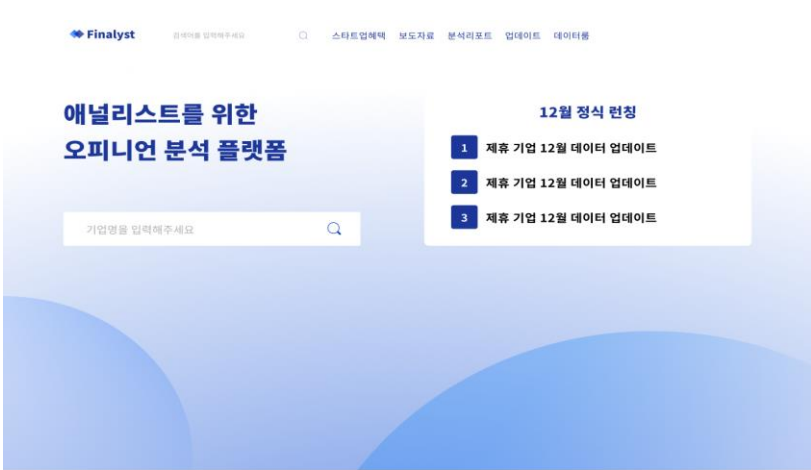 Finalyst
검색어를 입력해주세요
스타트업혜택 보도자료 분석리포트 업데이트 데이터룸
애널리스트를 위한
오피니언 분석 플랫폼
기업명을 입력해주세요
12월 정식 런칭
1 제휴 기업 12월 데이터 업데이트
2 제휴 기업 12월 데이터 업데이트
3 제휴 기업 12월 데이터 업데이트